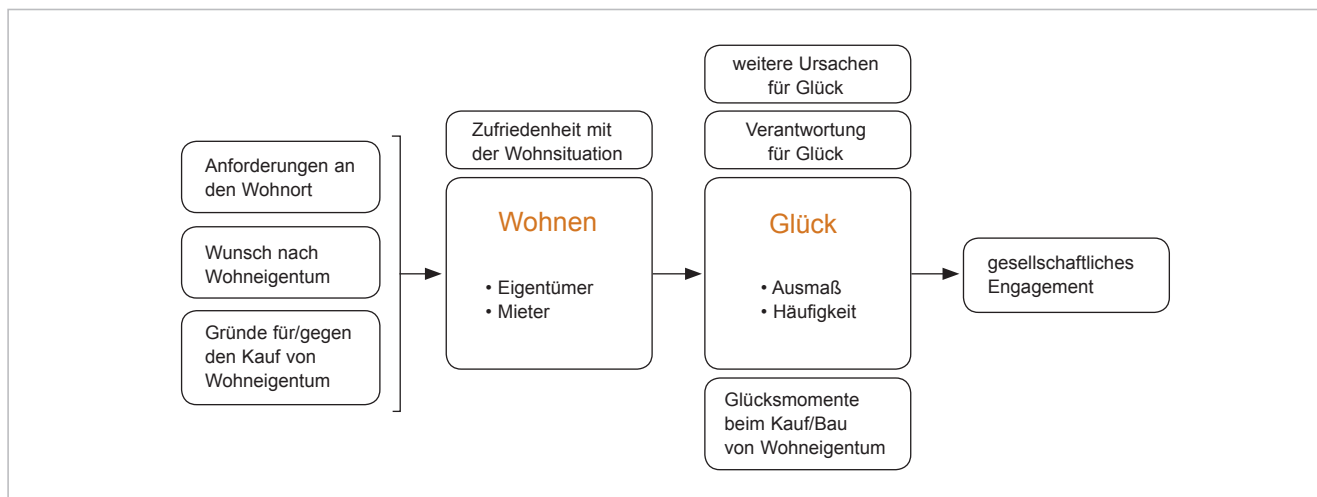 Anforderungen an
den Wohnort
Wunsch nach
Wohneigentum
Gründe für/gegen
den Kauf von
Wohneigentum
Zufriedenheit mit
der Wohnsituation
Wohnen
• Eigentümer
• Mieter
weitere Ursachen
für Glück
Verantwortung
für Glück
Glück
• Ausmaß
• Häufigkeit
Glücksmomente
beim Kauf/Bau
von Wohneigentum
gesellschaftliches
Engagement